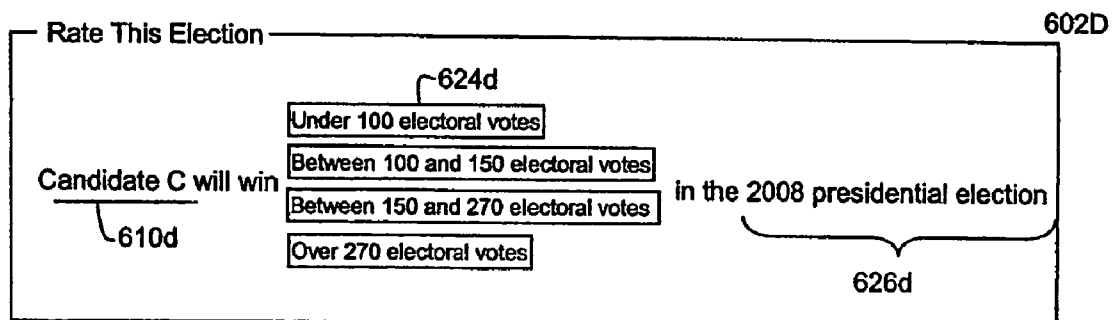 602D
Rate This Election
624d
Under 100 electoral votes
Between 100 and 150 electoral votes
Candidate C will win
Between 150 and 270 electoral votes
in the 2008 presidential election
Over 270 electoral votes
610d
626d